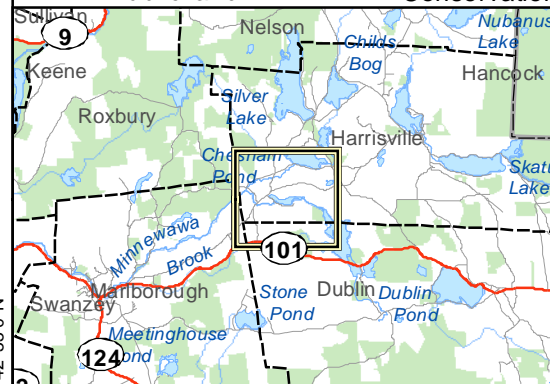 Conservation
Sullivan
9
Nelson
Nubanusit
Lake
Childs
Bog
Keene
Hancock
Silver
Lake
Roxbury
Harrisville
Chesham
Pond
Lake
Minnewawa
Brook
101
Marlborough
Swanzey
Stone
Pond
Dublin
Dublin
Pond
Meetinghouse
Pond
124